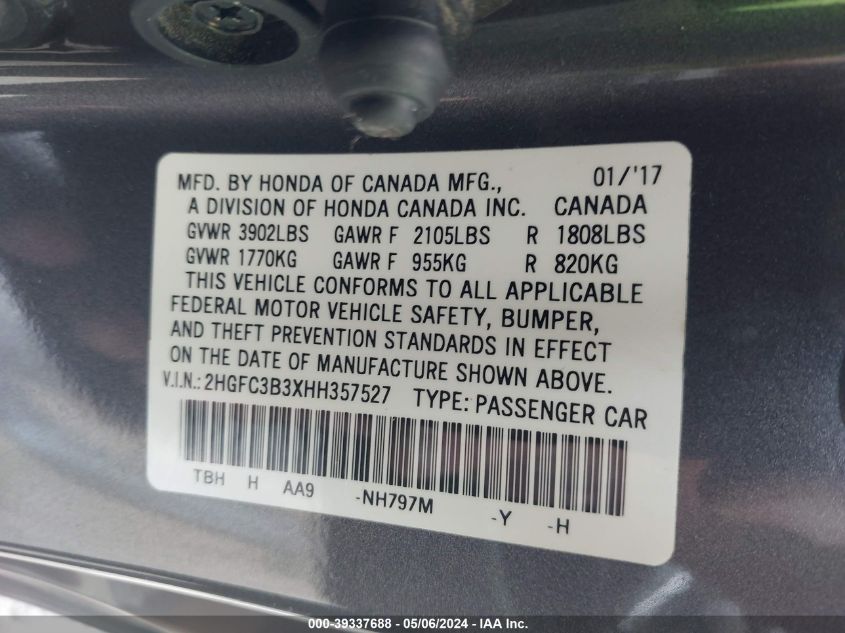 MFD. BY HONDA OF CANADA MFG., 01/'17
A DIVISION OF HONDA CANADA INC. CANADA
GVWR 3902LBS GAWR F 2105LBS R 1808LBS
GVWR 1770KG GAWR F 955KG R 820KG
THIS VEHICLE CONFORMS TO ALL APPLICABLE
FEDERAL MOTOR VEHICLE SAFETY, BUMPER,
AND THEFT PREVENTION STANDARDS IN EFFECT
ON THE DATE OF MANUFACTURE SHOWN ABOVE.
V.I.N.: 2HGFC3B3XHH357527 TYPE: PASSENGER CAR
TBH H AA9 -NH797M -Y -H
000-39337688 - 05/06/2024 - IAA Inc.